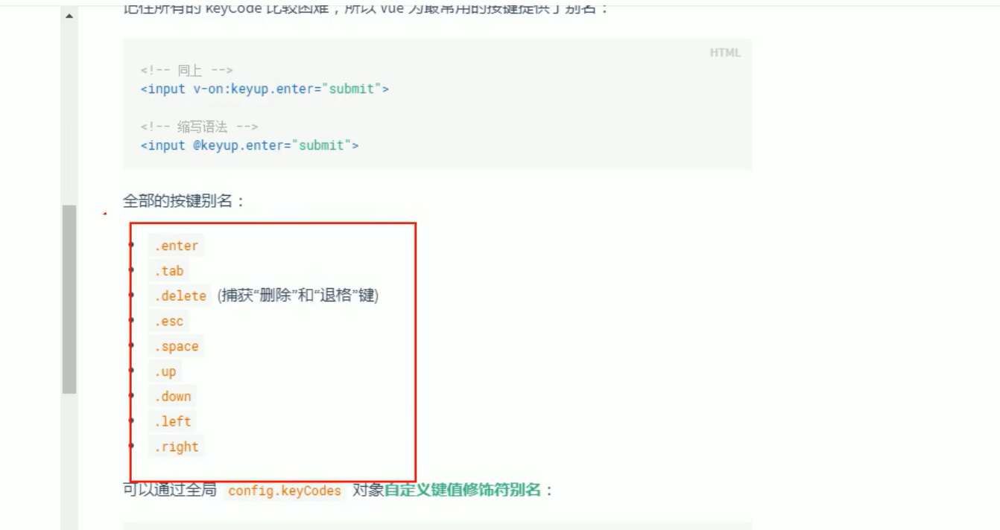 记住所有的 keyCode 比较困难，所以 Vue 为最常用的按键提供了别名：
HTML
<!-- 同上 -->
<input v-on:keyup.enter="submit">
<!-- 缩写语法 -->
<input @keyup.enter="submit">
全部的按键别名：
.enter
.tab
.delete (捕获“删除”和“退格”键)
.esc
.space
.up
.down
.left
.right
可以通过全局 config.keyCodes 对象自定义键值修饰符别名：